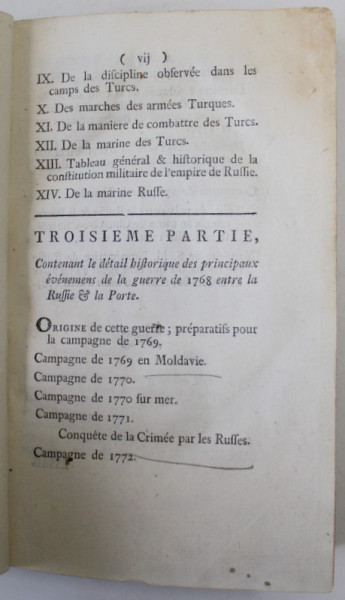 ( vij )
IX. De la diſcipline obſervée dans les
camps des Turcs.
X. Des marches des armées Turques.
XI. De la maniere de combattre des Turcs.
XII. De la marine des Turcs.
XIII. Tableau général & hiſtorique de la
conſtitution militaire de l'empire de Ruſſie.
XIV. De la marine Ruſſe.
TROISIEME PARTIE,
Contenant le détail hiſtorique des principaux
événemens de la guerre de 1768 entre la
Ruſſie & la Porte.
ORIGINE de cette guerre ; préparatifs pour
la campagne de 1769.
Campagne de 1769 en Moldavie.
Campagne de 1770.
Campagne de 1770 ſur mer.
Campagne de 1771.
Conquête de la Crimée par les Ruſſes.
Campagne de 1772.